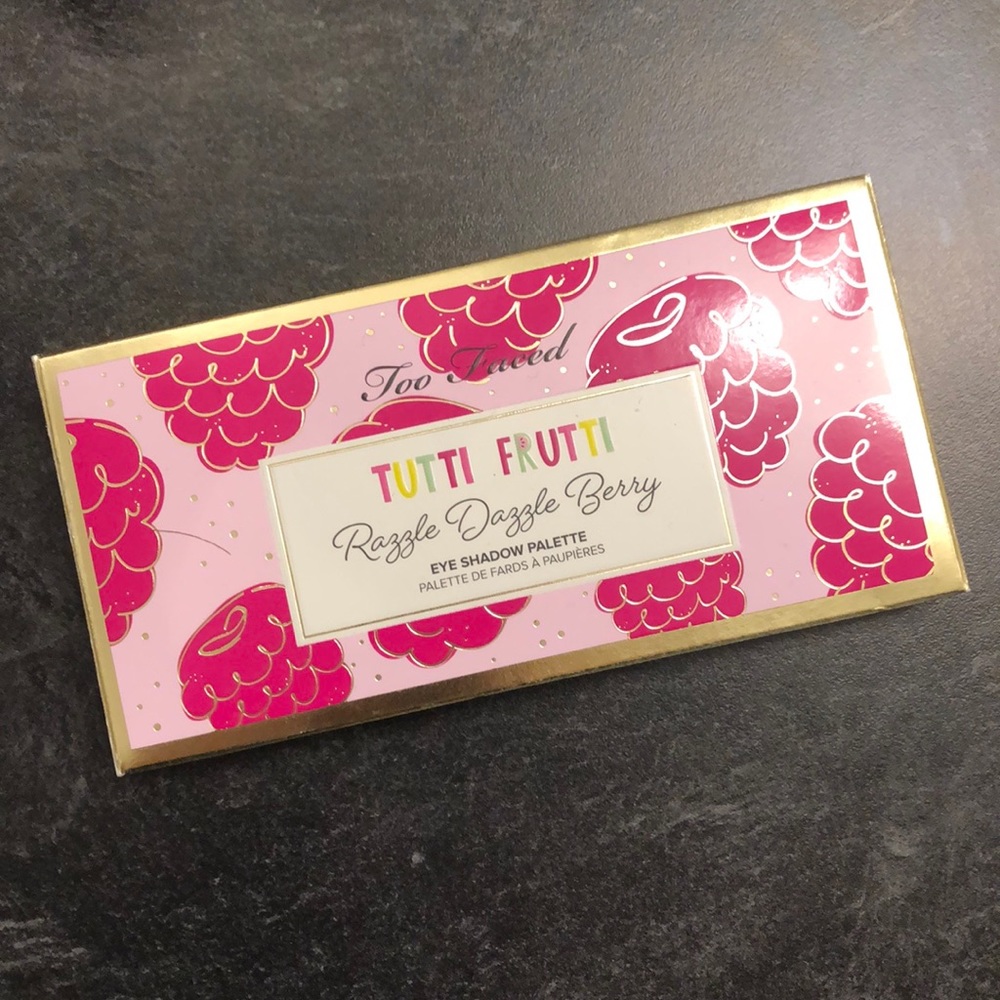 Too Faced
TUTTI FRUTTI
Razzle Dazzle Berry
EYE SHADOW PALETTE
PALETTE DE FARDS À PAUPIÈRES